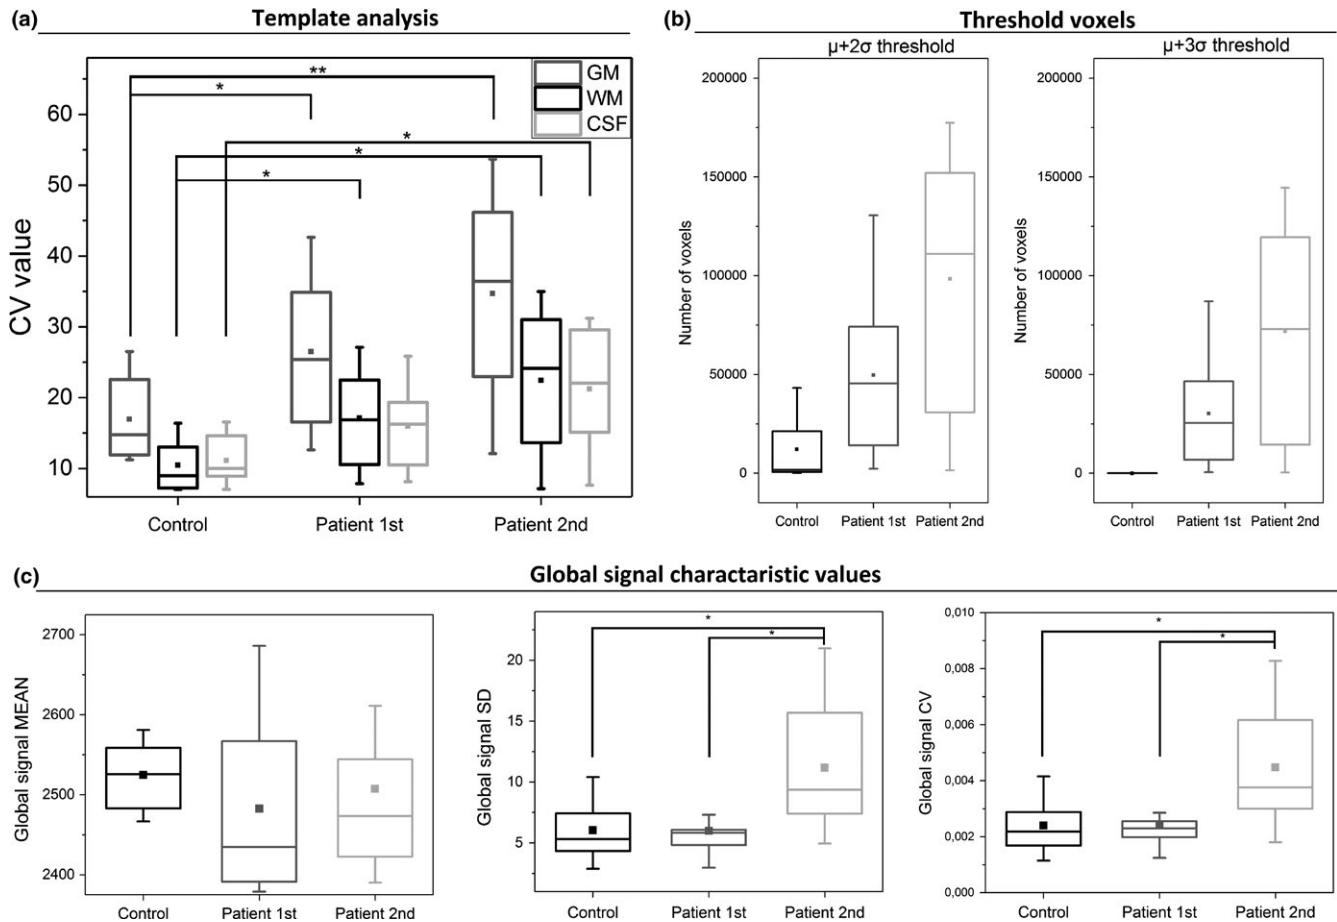 (a) Template analysis
GM
WM
CSF
**
*
*
*
*
CV value
60
50
40
30
20
10
Control Patient 1st Patient 2nd
(b) Threshold voxels
μ+2σ threshold
Number of voxels
200000
150000
100000
50000
0
Control Patient 1st Patient 2nd
μ+3σ threshold
Number of voxels
200000
150000
100000
50000
0
Control Patient 1st Patient 2nd
(c) Global signal charactaristic values
Global signal MEAN
2700
2600
2500
2400
Control Patient 1st Patient 2nd
*
*
Global signal SD
20
15
10
5
Control Patient 1st Patient 2nd
*
*
Global signal CV
0,010
0,008
0,006
0,004
0,002
0,000
Control Patient 1st Patient 2nd